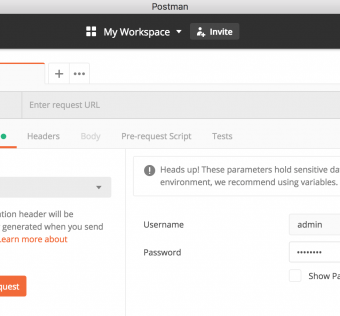 Postman
My Workspace
Invite
Enter request URL
Headers
Body
Pre-request Script
Tests
Heads up! These parameters hold sensitive da
environment, we recommend using variables.
tion header will be
generated when you send
Learn more about
Username
admin
Password
••••••••
Show Pa
quest